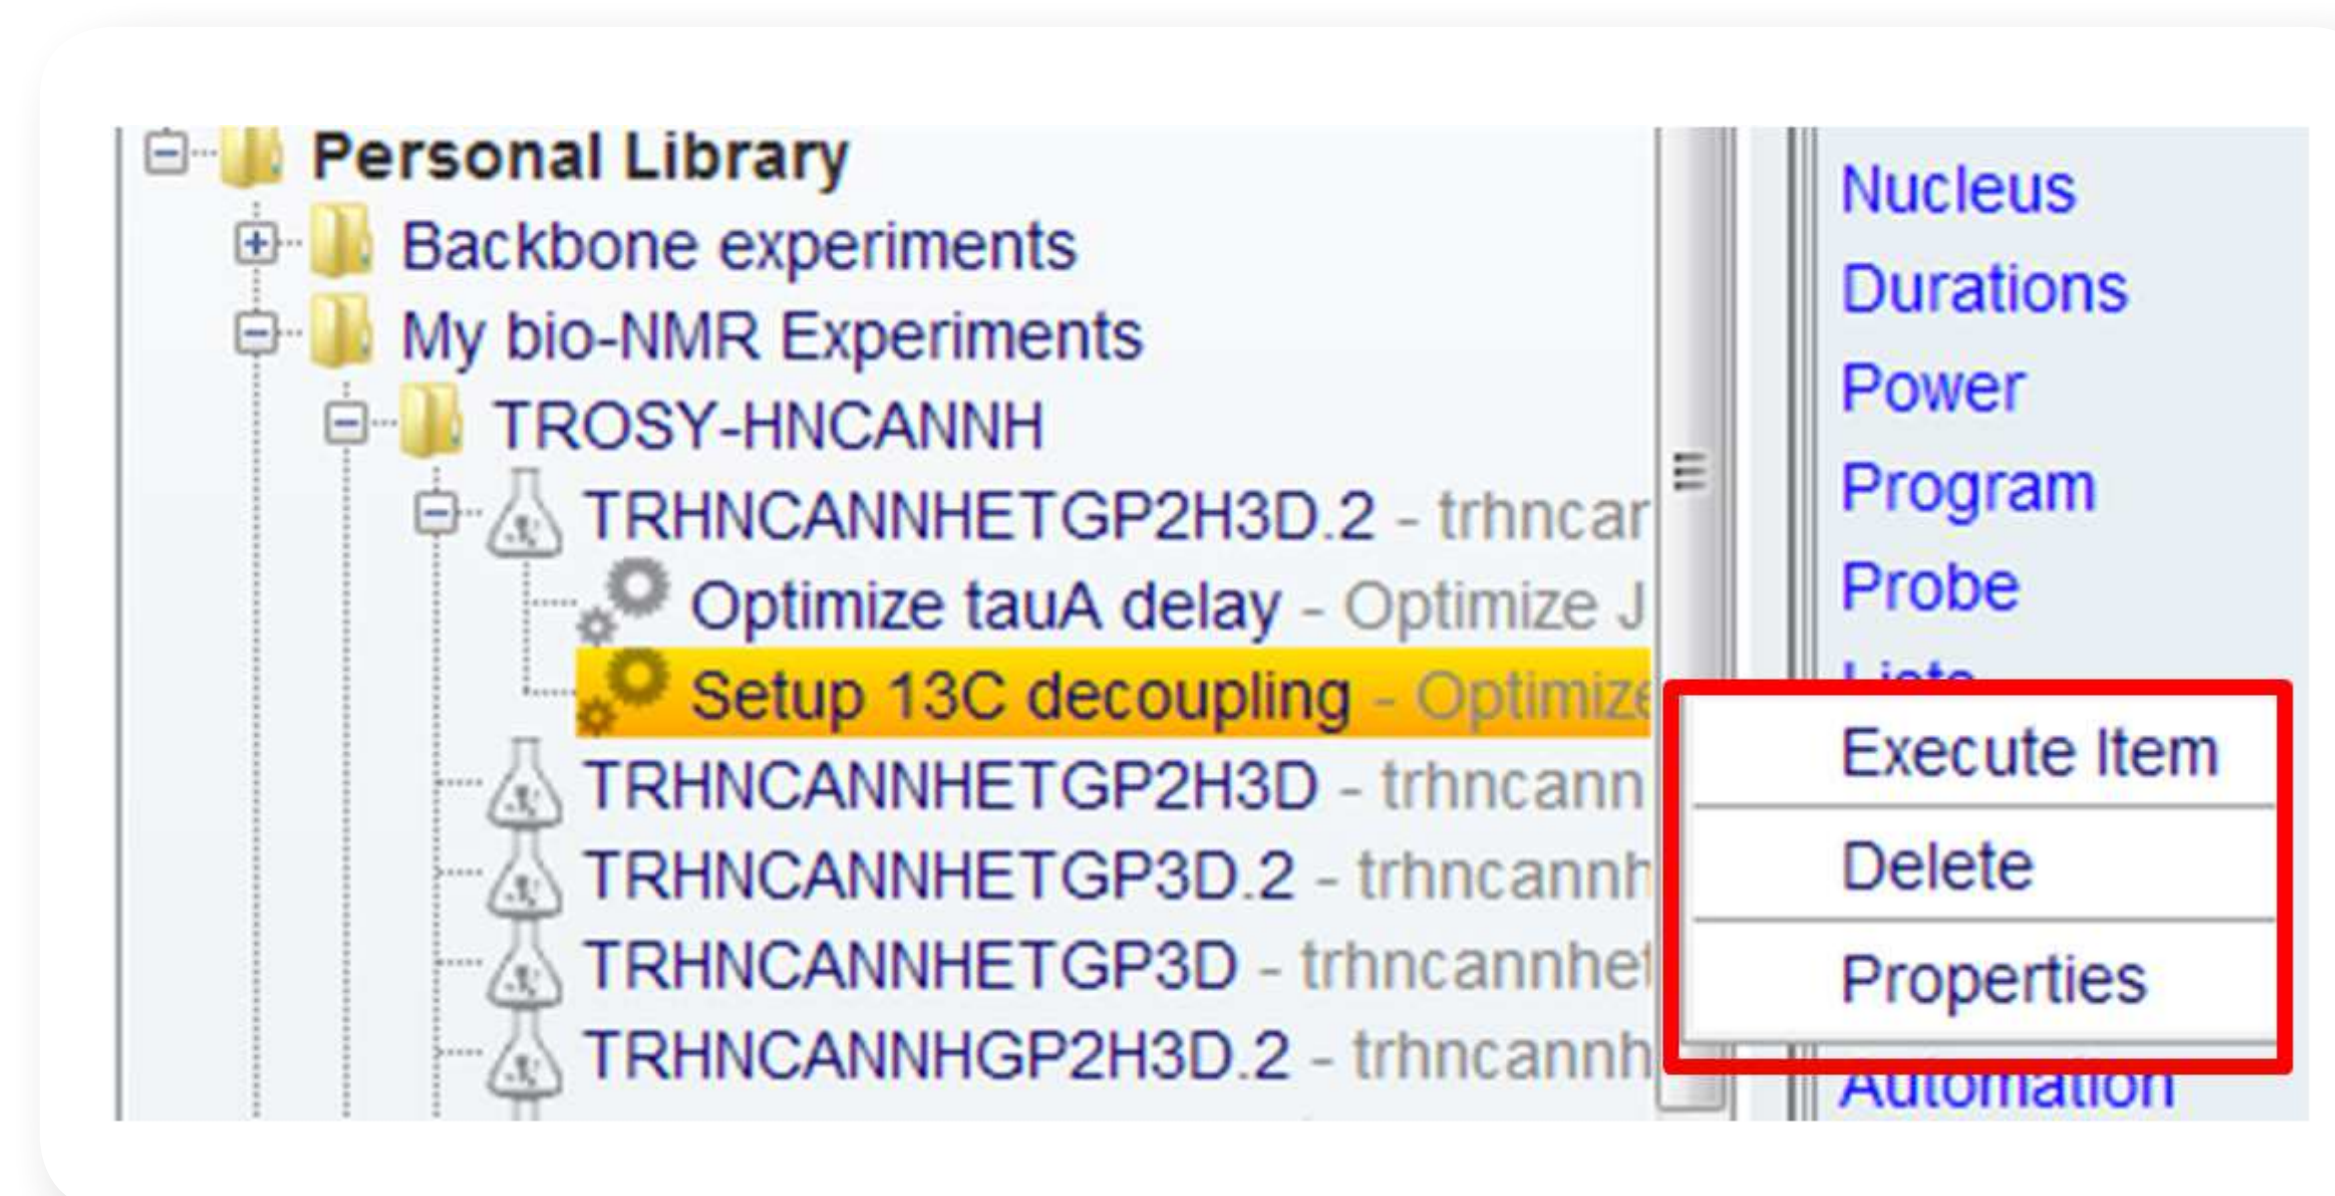 Personal Library
Backbone experiments
My bio-NMR Experiments
TROSY-HNCANNH
TRHNCANNHETGP2H3D.2 - trhncar
Optimize tauA delay - Optimize J
Setup 13C decoupling - Optimize
TRHNCANNHETGP2H3D - trhncann
TRHNCANNHETGP3D.2 - trhncannh
TRHNCANNHETGP3D - trhncannhet
TRHNCANNHGP2H3D.2 - trhncannh
Nucleus
Durations
Power
Program
Probe
Lists
Execute Item
Delete
Properties
Automation